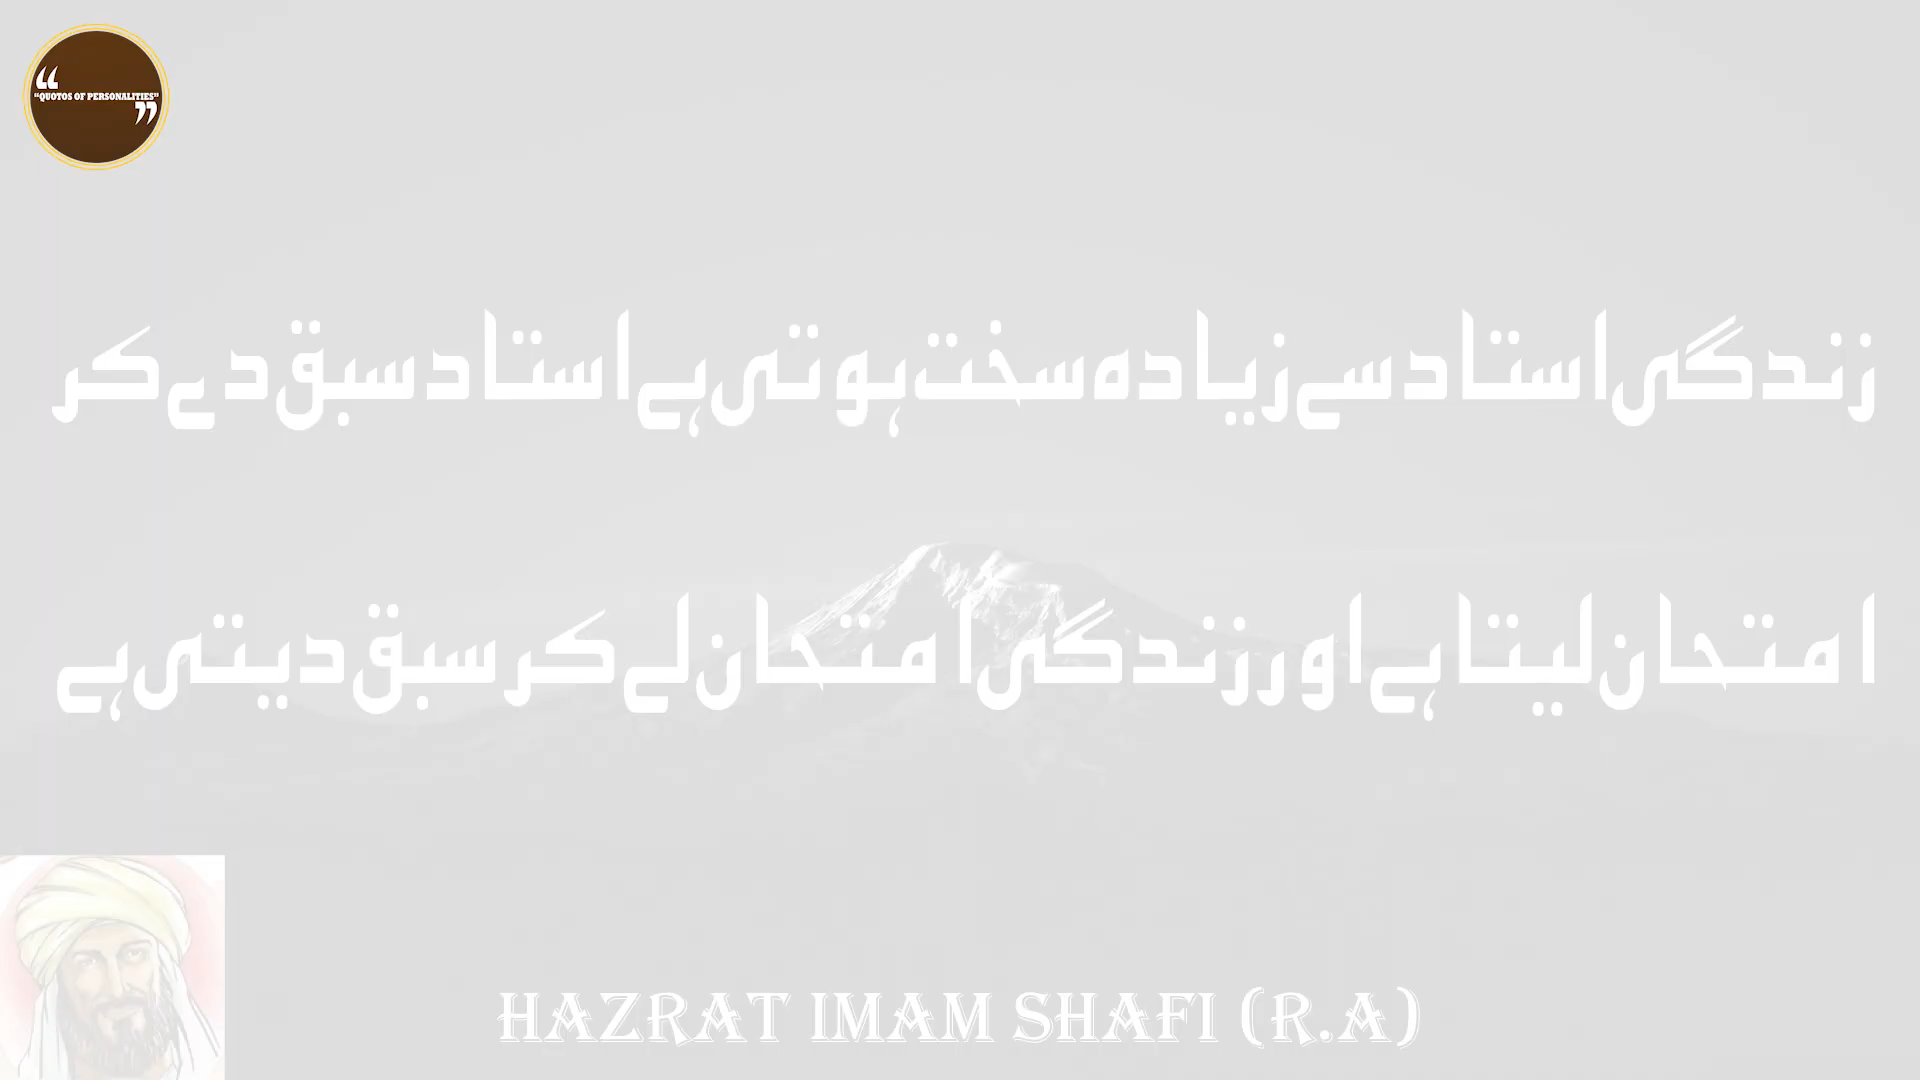 “QUOTOS OF PERSONALITIES”
زندگی استاد سے زیادہ سخت ہوتی ہے استاد سبق دے کر
امتحان لیتا ہے اور زندگی امتحان لے کر سبق دیتی ہے
HAZRAT IMAM SHAFI (R.A)